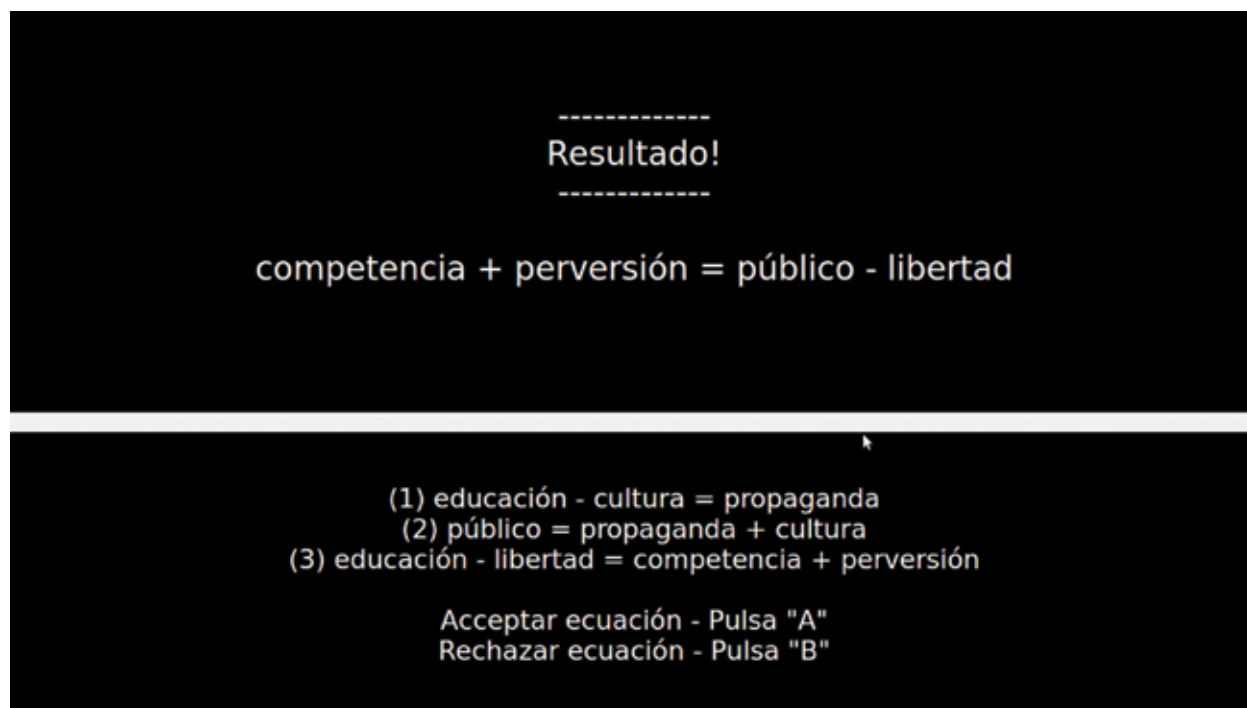 -------------
Resultado!
-------------
competencia + perversión = público - libertad
(1) educación - cultura = propaganda
(2) público = propaganda + cultura
(3) educación - libertad = competencia + perversión
Acceptar ecuación - Pulsa "A"
Rechazar ecuación - Pulsa "B"